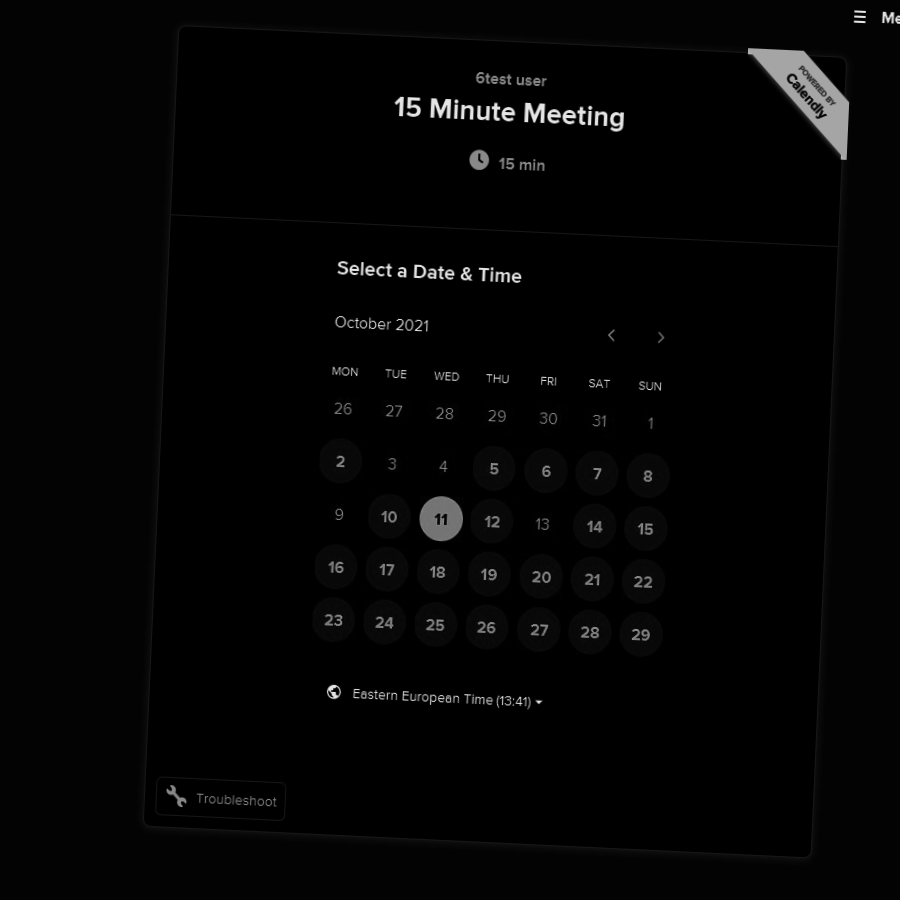 Me
POWERED BY
Calendly
6test user
15 Minute Meeting
15 min
Select a Date & Time
October 2021
MON TUE WED THU FRI SAT SUN
26 27 28 29 30 31 1
2 3 4 5 6 7 8
9 10 11 12 13 14 15
16 17 18 19 20 21 22
23 24 25 26 27 28 29
Eastern European Time (13:41)
Troubleshoot